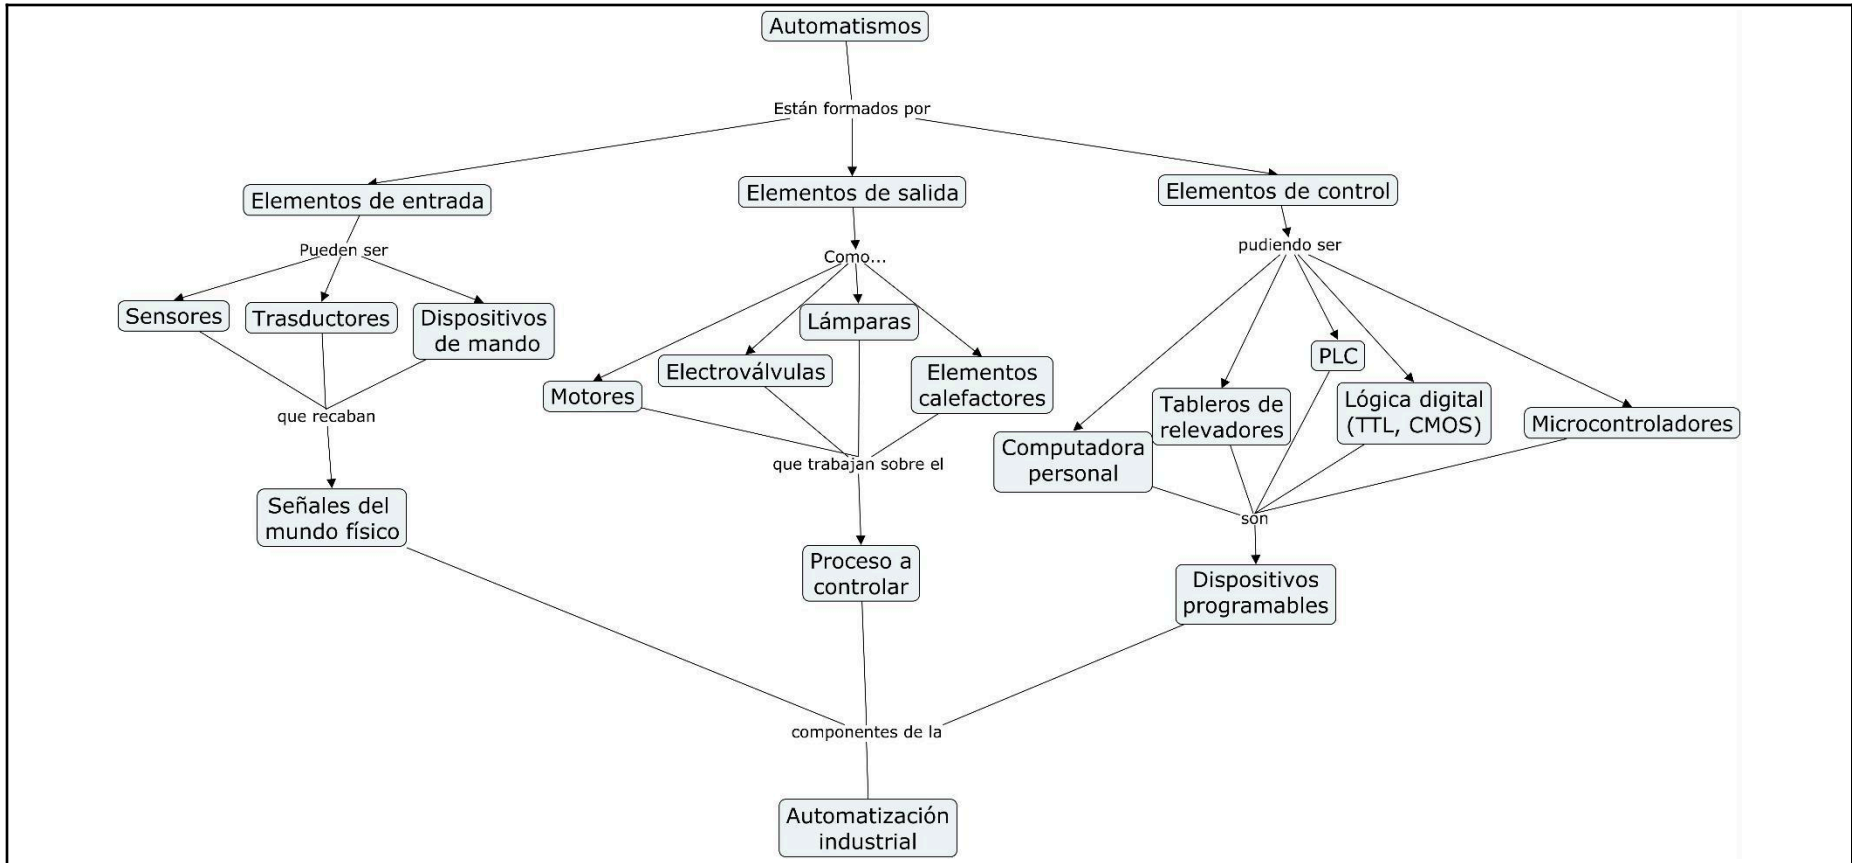 Automatismos
Están formados por
Elementos de entrada
Elementos de salida
Elementos de control
Pueden ser
Como...
pudiendo ser
Sensores
Trasductores
Dispositivos
de mando
Lámparas
Electroválvulas
Motores
Elementos
calefactores
PLC
Tableros de
relevadores
Lógica digital
(TTL, CMOS)
Microcontroladores
Computadora
personal
que recaban
que trabajan sobre el
son
Señales del
mundo físico
Proceso a
controlar
Dispositivos
programables
componentes de la
Automatización
industrial